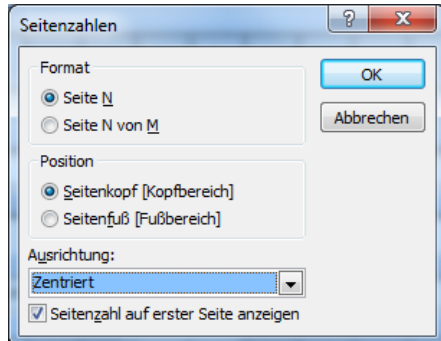 Seitenzahlen
Format
Seite N
Seite N von M
Position
Seitenkopf [Kopfbereich]
Seitenfuß [Fußbereich]
Ausrichtung:
Zentriert
Seitenzahl auf erster Seite anzeigen
?
X
OK
Abbrechen